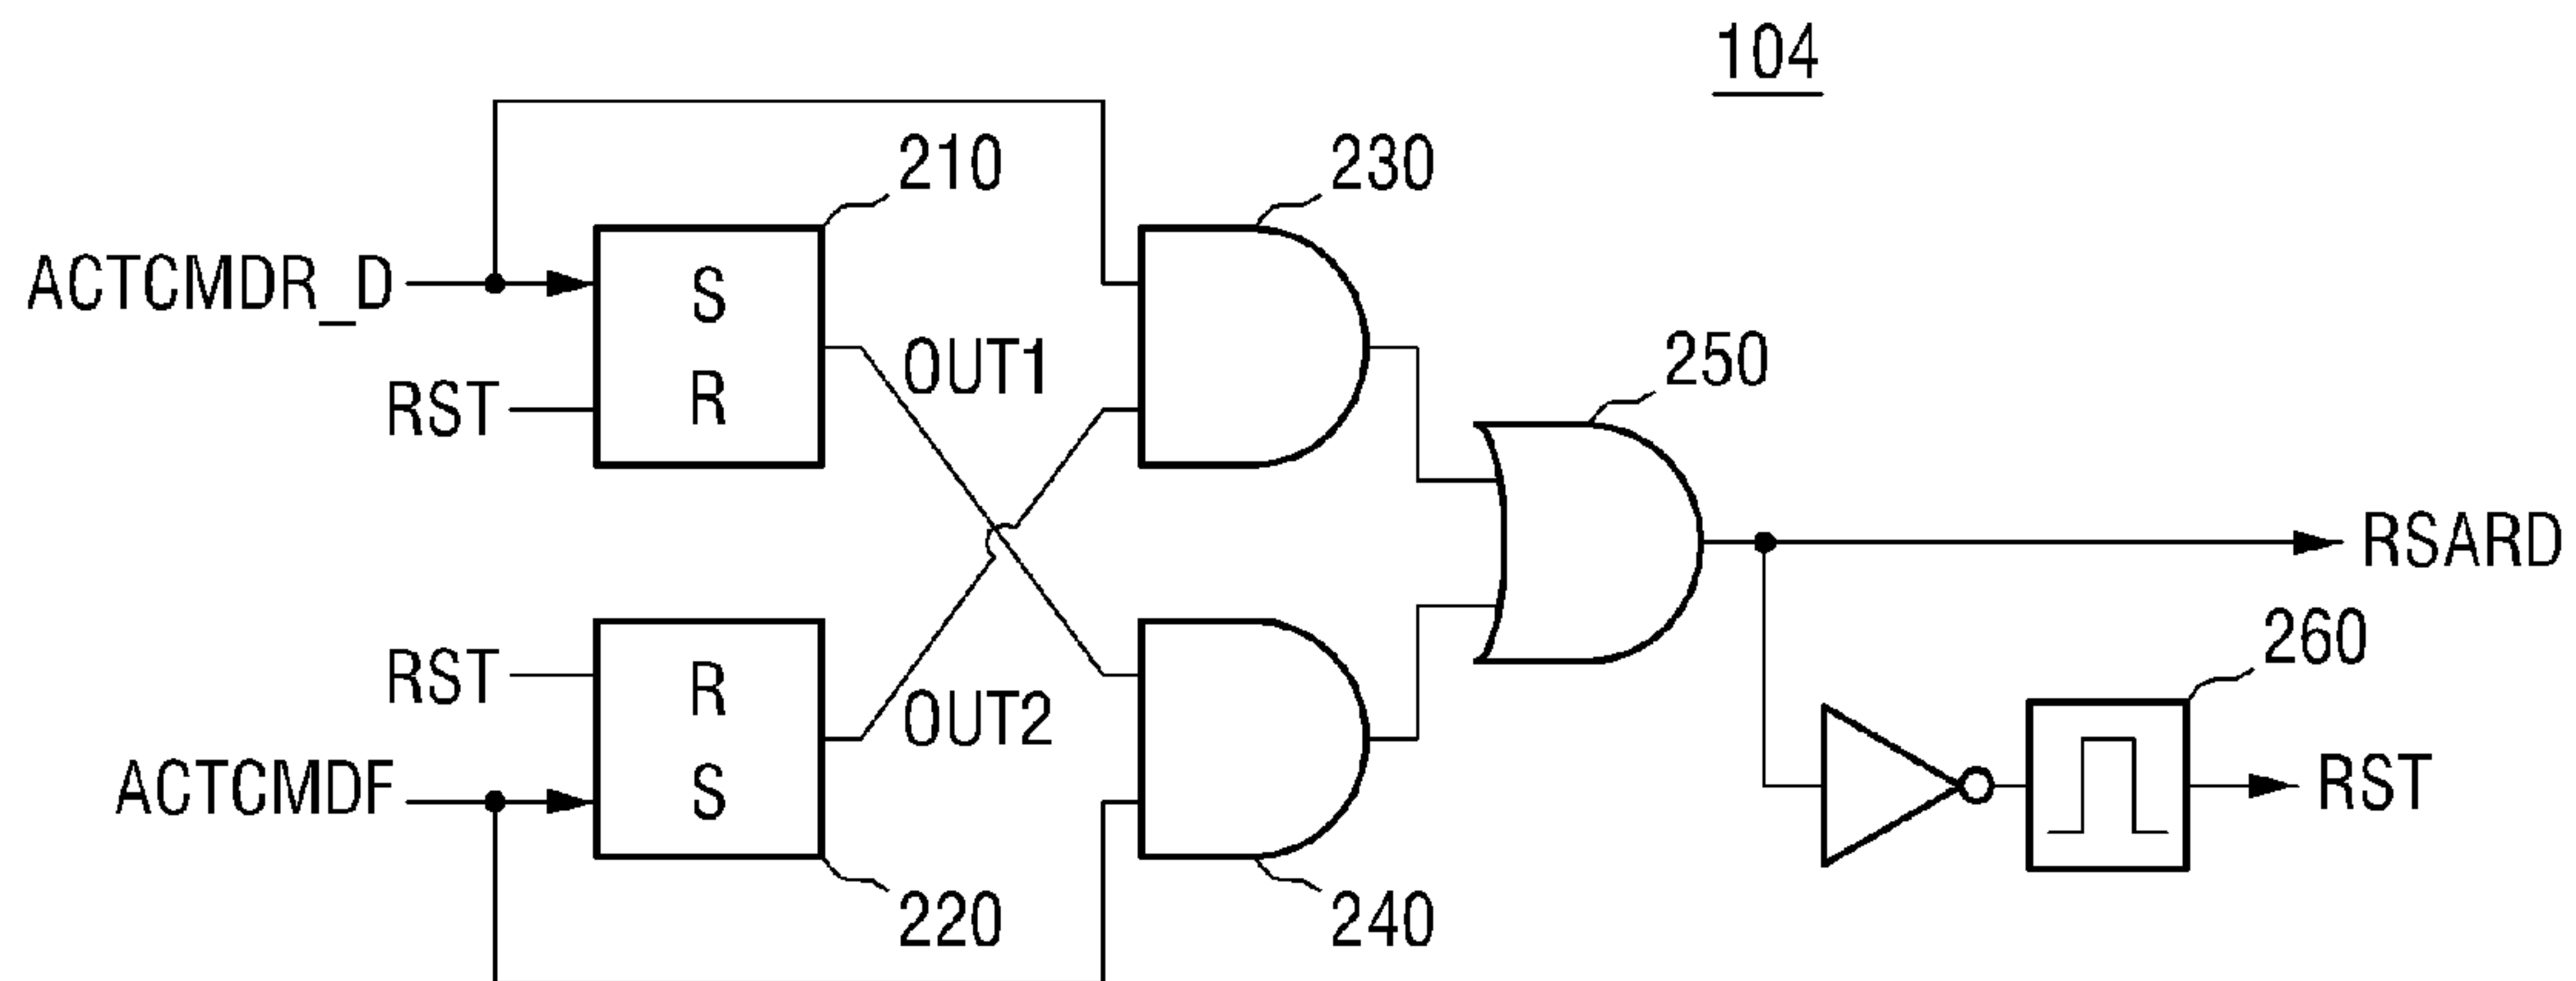 104
210
230
ACTCMDR_D
S
R
OUT1
RST
250
RSARD
260
RST
R
S
OUT2
ACTCMDF
RST
220
240